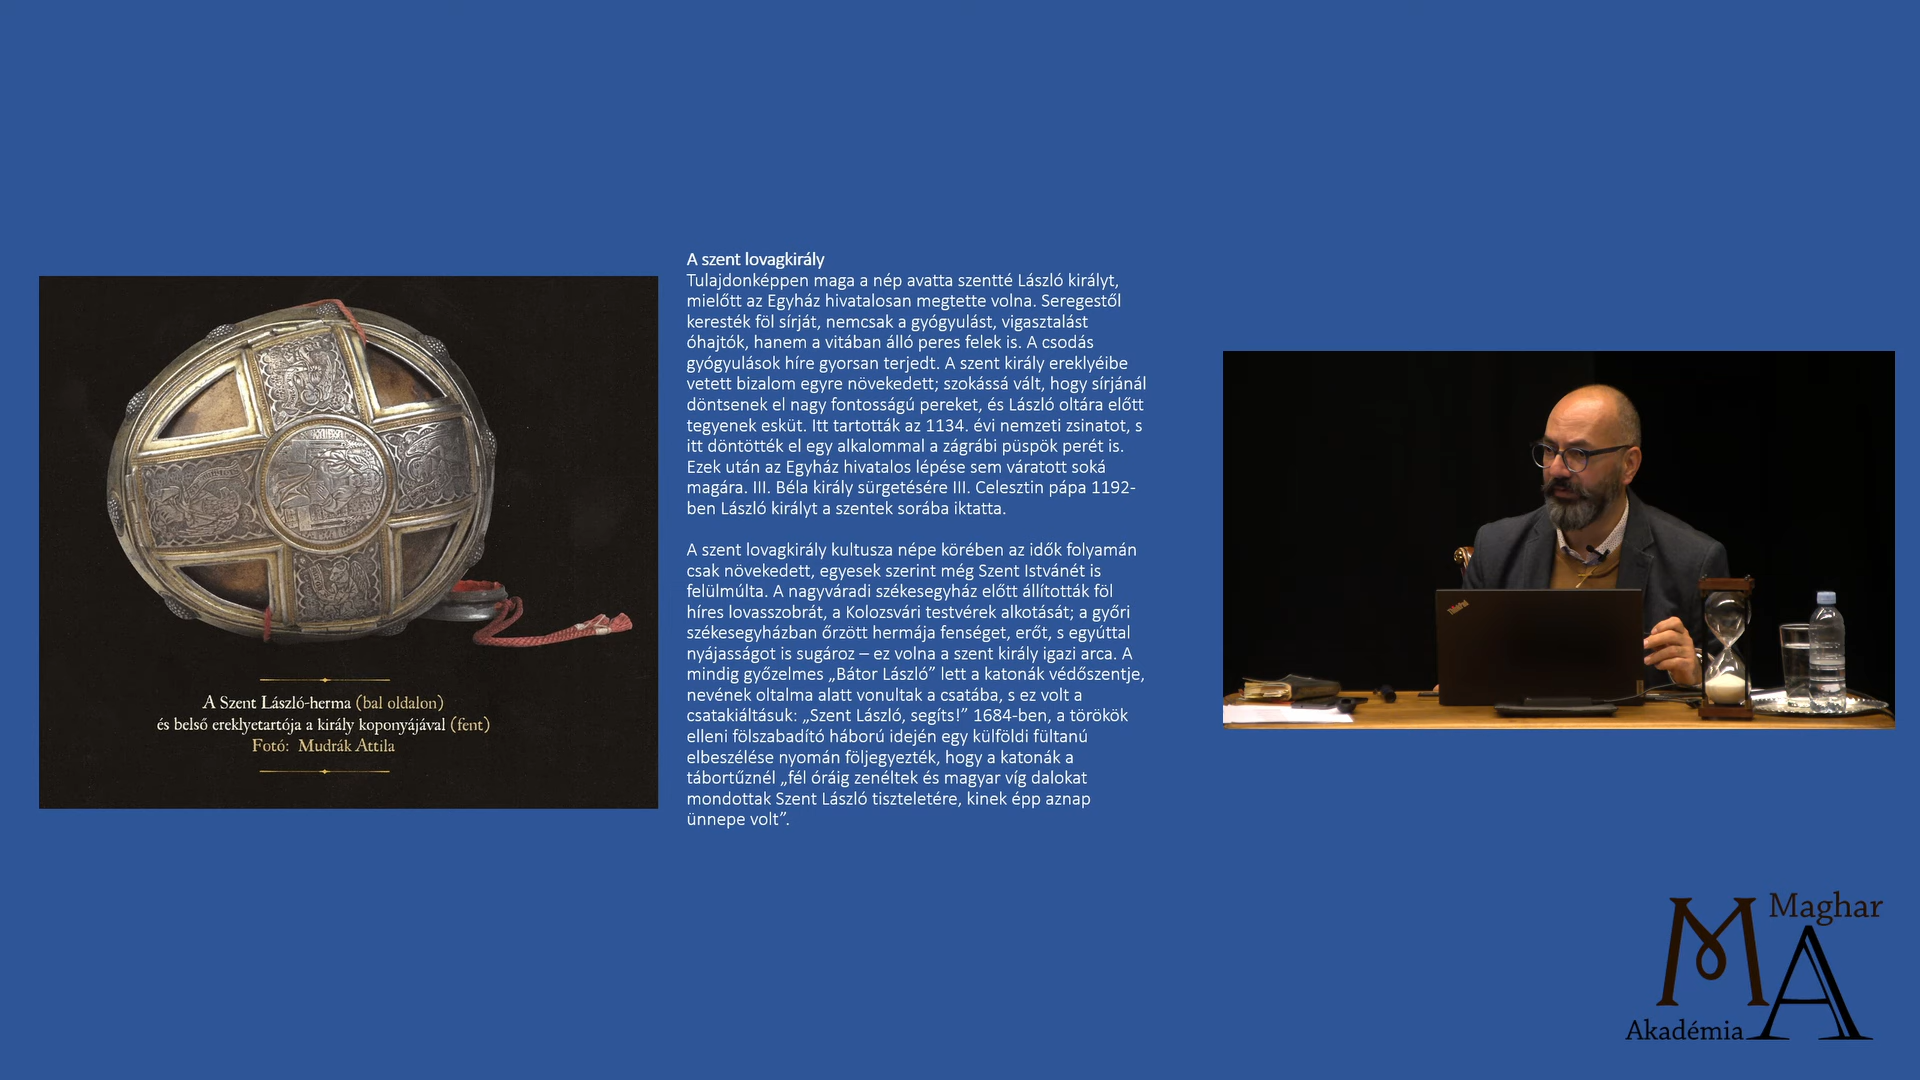 A szent lovagkirály
Tulajdonképpen maga a nép avatta szentté László királyt,
mielőtt az Egyház hivatalosan megtette volna. Seregestől
keresték föl sírját, nemcsak a gyógyulást, vigasztalást
óhajtók, hanem a vitában álló peres felek is. A csodás
gyógyulások híre gyorsan terjedt. A szent király ereklyéibe
vetett bizalom egyre növekedett; szokássá vált, hogy sírjánál
döntsenek el nagy fontosságú pereket, és László oltára előtt
tegyenek esküt. Itt tartották az 1134. évi nemzeti zsinatot, s
itt döntötték el egy alkalommal a zágrábi püspök perét is.
Ezek után az Egyház hivatalos lépése sem váratott soká
magára. III. Béla király sürgetésére III. Celesztin pápa 1192-
ben László királyt a szentek sorába iktatta.
A szent lovagkirály kultusza népe körében az idők folyamán
csak növekedett, egyesek szerint még Szent Istvánét is
felülmúlta. A nagyváradi székesegyház előtt állították föl
híres lovasszobrát, a Kolozsvári testvérek alkotását; a győri
székesegyházban őrzött hermája fenséget, erőt, s egyúttal
nyájasságot is sugároz – ez volna a szent király igazi arca. A
mindig győzelmes „Bátor László” lett a katonák védőszentje,
nevének oltalma alatt vonultak a csatába, s ez volt a
csatakiáltásuk: „Szent László, segíts!” 1684-ben, a törökök
elleni fölszabadító háború idején egy külföldi fültanú
elbeszélése nyomán följegyezték, hogy a katonák a
tábortűznél „fél óráig zenéltek és magyar víg dalokat
mondottak Szent László tiszteletére, kinek épp aznap
ünnepe volt”.
A Szent László-herma (bal oldalon)
és belső ereklyetartója a király koponyájával (fent)
Fotó: Mudrák Attila
ThinkPad
MA
Maghar
Akadémia